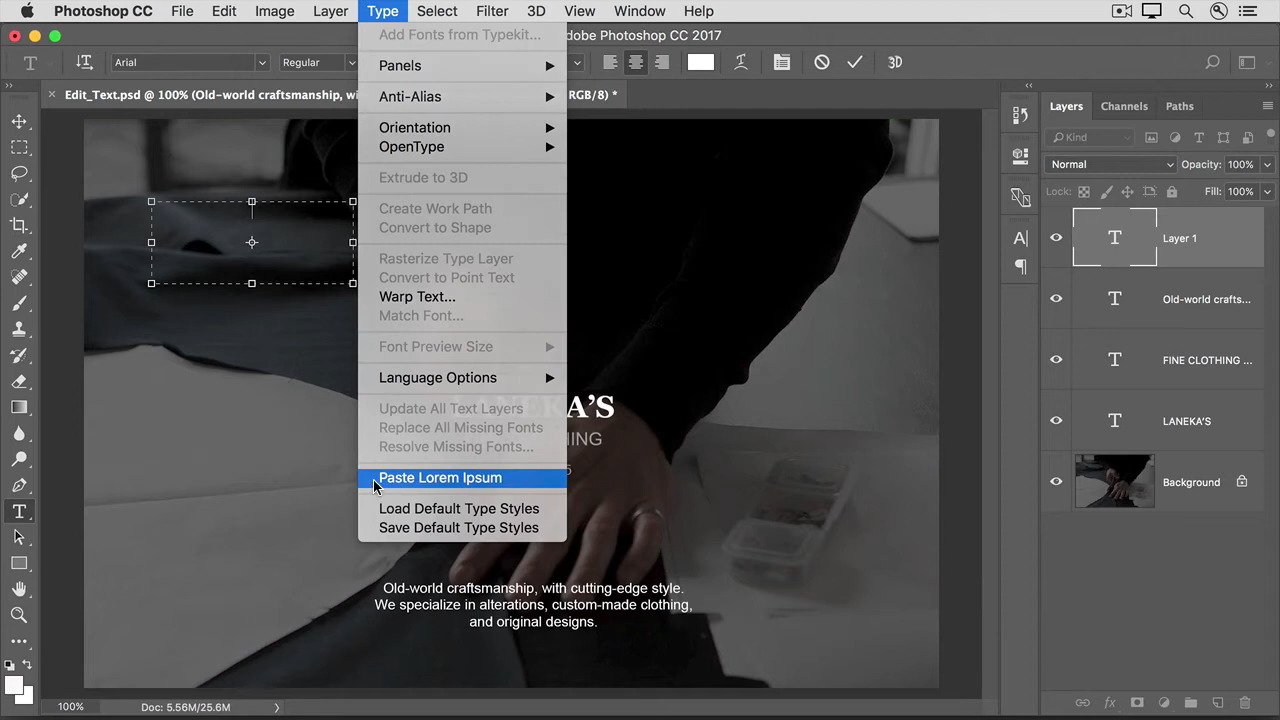 Photoshop CC File Edit Image Layer Type Select Filter 3D View Window Help
dobe Photoshop CC 2017
T Arial Regular 3D
Edit_Text.psd @ 100% (Old-world craftsmanship, wi RGB/8) *
Add Fonts from Typekit...
Panels
Anti-Alias
Orientation
OpenType
Extrude to 3D
Create Work Path
Convert to Shape
Rasterize Type Layer
Convert to Point Text
Warp Text...
Match Font...
Font Preview Size
Language Options
Update All Text Layers
Replace All Missing Fonts
Resolve Missing Fonts...
Paste Lorem Ipsum
Load Default Type Styles
Save Default Type Styles
KA'S
HING
5
Old-world craftsmanship, with cutting-edge style.
We specialize in alterations, custom-made clothing,
and original designs.
Layers Channels Paths
Kind
Normal Opacity: 100%
Lock: Fill: 100%
T Layer 1
T Old-world crafts...
T FINE CLOTHING ...
T LANEKA'S
Background
100% Doc: 5.56M/25.6M